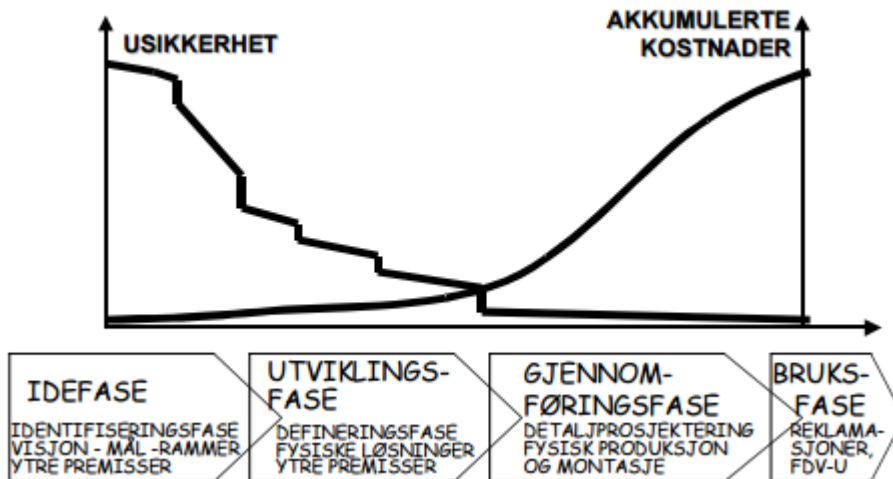 USIKKERHET
AKKUMULERTE
KOSTNADER
IDEFASE
IDENTIFISERINGSFASE
VISJON - MÅL -RAMMER
YTRE PREMISSER
UTVIKLINGS-
FASE
DEFINERINGSFASE
FYSISKE LØSNINGER
YTRE PREMISSER
GJENNOM-
FØRINGSFASE
DETALJPROSJEKTERING
FYSISK PRODUKSJON
OG MONTASJE
BRUKS-
FASE
REKLAMA-
SJONER,
FDV-U